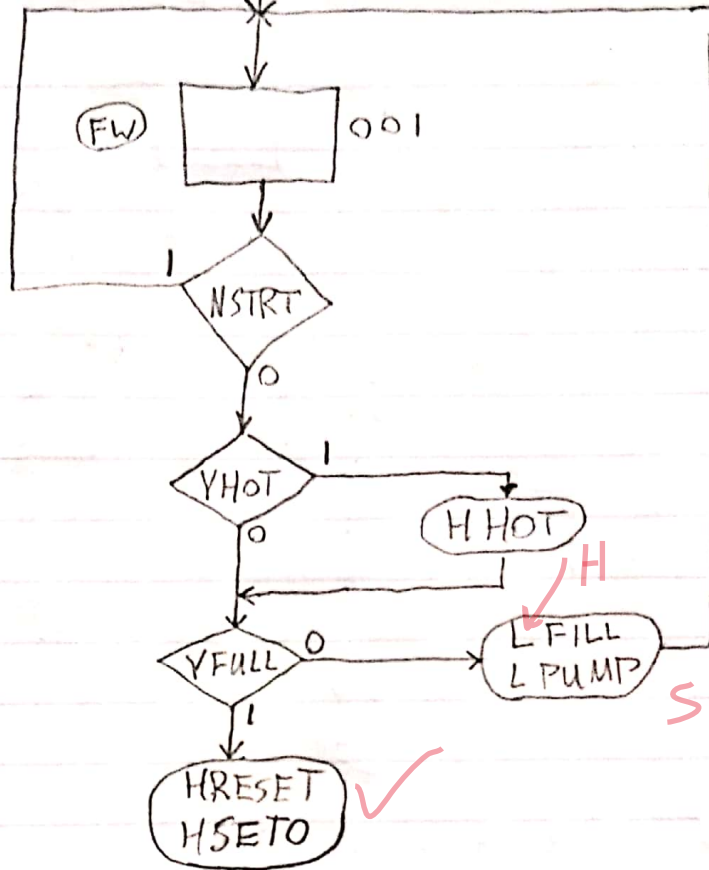 FW
001
1
NSTRT
0
YHOT
1
0
H HOT
H
YFULL
0
L FILL
L PUMP
S
1
HRESET
HSETO